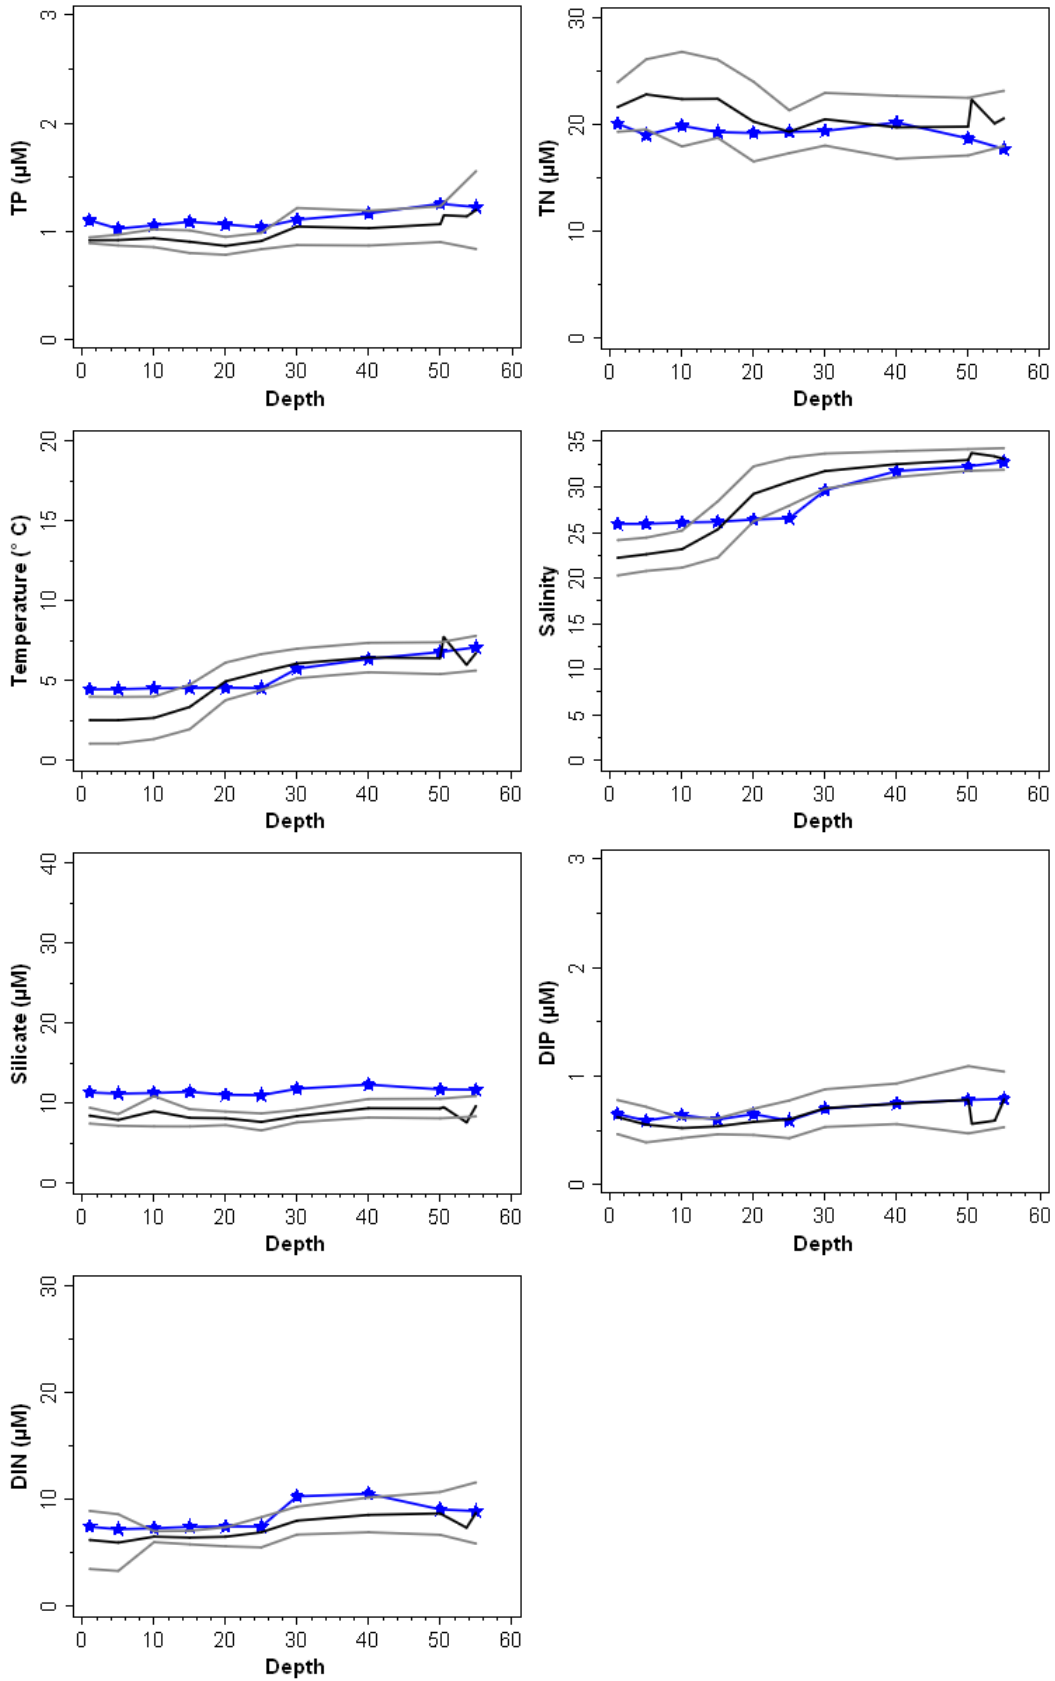 TP (µM)
0 1 2 3
0 10 20 30 40 50 60
Depth
TN (µM)
0 10 20 30
0 10 20 30 40 50 60
Depth
Temperature (° C)
0 5 10 15 20
0 10 20 30 40 50 60
Depth
Salinity
0 5 10 15 20 25 30 35
0 10 20 30 40 50 60
Depth
Silicate (µM)
0 10 20 30 40
0 10 20 30 40 50 60
Depth
DIP (µM)
0 1 2 3
0 10 20 30 40 50 60
Depth
DIN (µM)
0 10 20 30
0 10 20 30 40 50 60
Depth